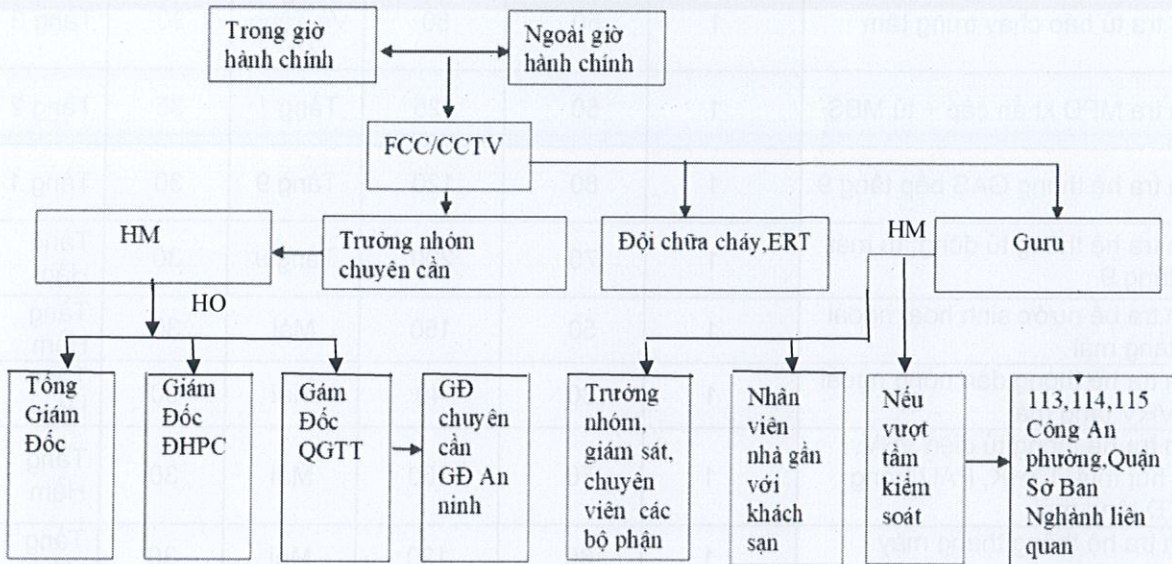 Trong giờ
hành chính
Ngoài giờ
hành chính
FCC/CCTV
HM
Trưởng nhóm
chuyên cần
Đội chữa cháy,ERT
HM
Guru
HO
Tổng
Giám
Đốc
Giám
Đốc
ĐHPC
Gám
Đốc
QGTT
GĐ
chuyên
cần
GĐ An
ninh
Trưởng
nhóm,
giám sát,
chuyên
viên các
bộ phận
Nhân
viên
nhà gần
với
khách
sạn
Nếu
vượt
tầm
kiểm
soát
113,114,115
Công An
phường,Quận
Sở Ban
Nghành liên
quan